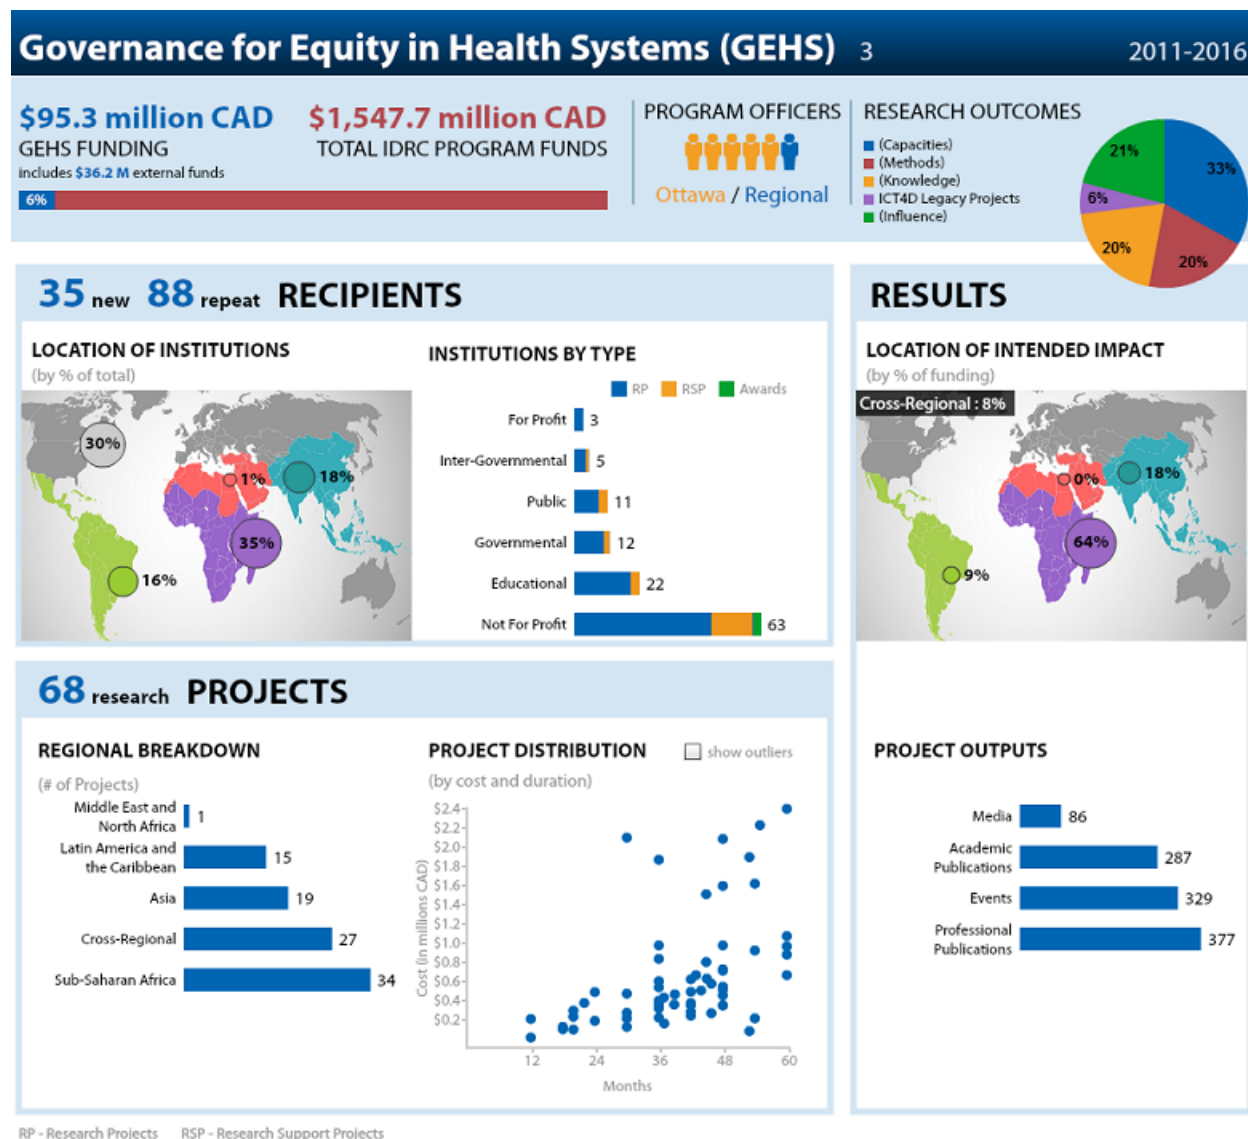 Governance for Equity in Health Systems (GEHS) 3 2011-2016
$95.3 million CAD
GEHS FUNDING
includes $36.2 M external funds
6%
$1,547.7 million CAD
TOTAL IDRC PROGRAM FUNDS
PROGRAM OFFICERS
Ottawa / Regional
RESEARCH OUTCOMES
(Capacities)
(Methods)
(Knowledge)
ICT4D Legacy Projects
(Influence)
21%
33%
6%
20%
20%
35 new 88 repeat RECIPIENTS
LOCATION OF INSTITUTIONS
(by % of total)
30%
1%
18%
35%
16%
INSTITUTIONS BY TYPE
RP RSP Awards
For Profit 3
Inter-Governmental 5
Public 11
Governmental 12
Educational 22
Not For Profit 63
RESULTS
LOCATION OF INTENDED IMPACT
(by % of funding)
Cross-Regional : 8%
0%
18%
64%
9%
68 research PROJECTS
REGIONAL BREAKDOWN
(# of Projects)
Middle East and
North Africa 1
Latin America and
the Caribbean 15
Asia 19
Cross-Regional 27
Sub-Saharan Africa 34
PROJECT DISTRIBUTION
show outliers
(by cost and duration)
Cost (in millions CAD)
$2.4
$2.2
$2.0
$1.8
$1.6
$1.4
$1.2
$1.0
$0.8
$0.6
$0.4
$0.2
12 24 36 48 60
Months
PROJECT OUTPUTS
Media 86
Academic
Publications 287
Events 329
Professional
Publications 377
RP - Research Projects RSP - Research Support Projects